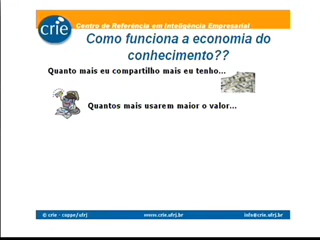 crie
Centro de Referência em Inteligência Empresarial
Como funciona a economia do
conhecimento??
Quanto mais eu compartilho mais eu tenho...
Quantos mais usarem maior o valor...
© crie - coppe/ufrj www.crie.ufrj.br info@crie.ufrj.br